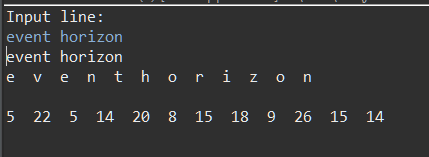 Input line:
event horizon
event horizon
e v e n t h o r i z o n
5 22 5 14 20 8 15 18 9 26 15 14